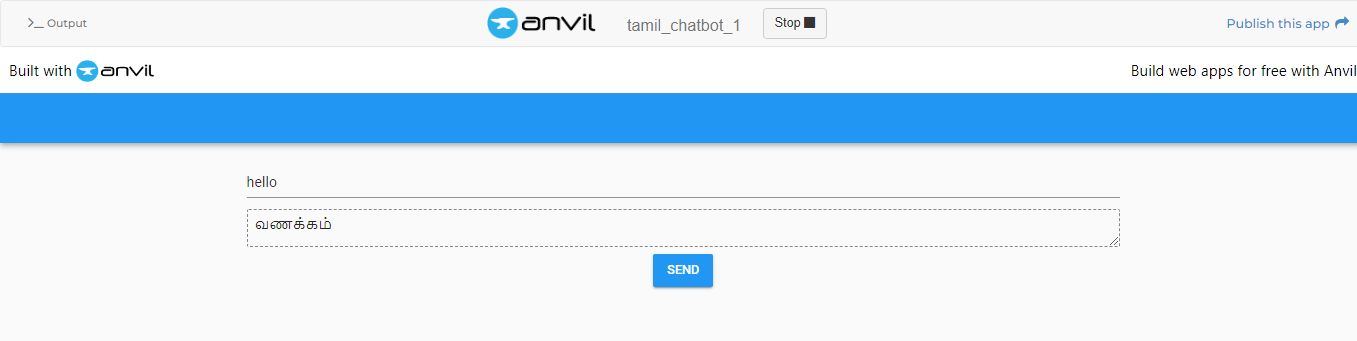 >_ Output
anvil
tamil_chatbot_1
Stop
Publish this app
Built with anvil
Build web apps for free with Anvil
hello
வணக்கம்
SEND